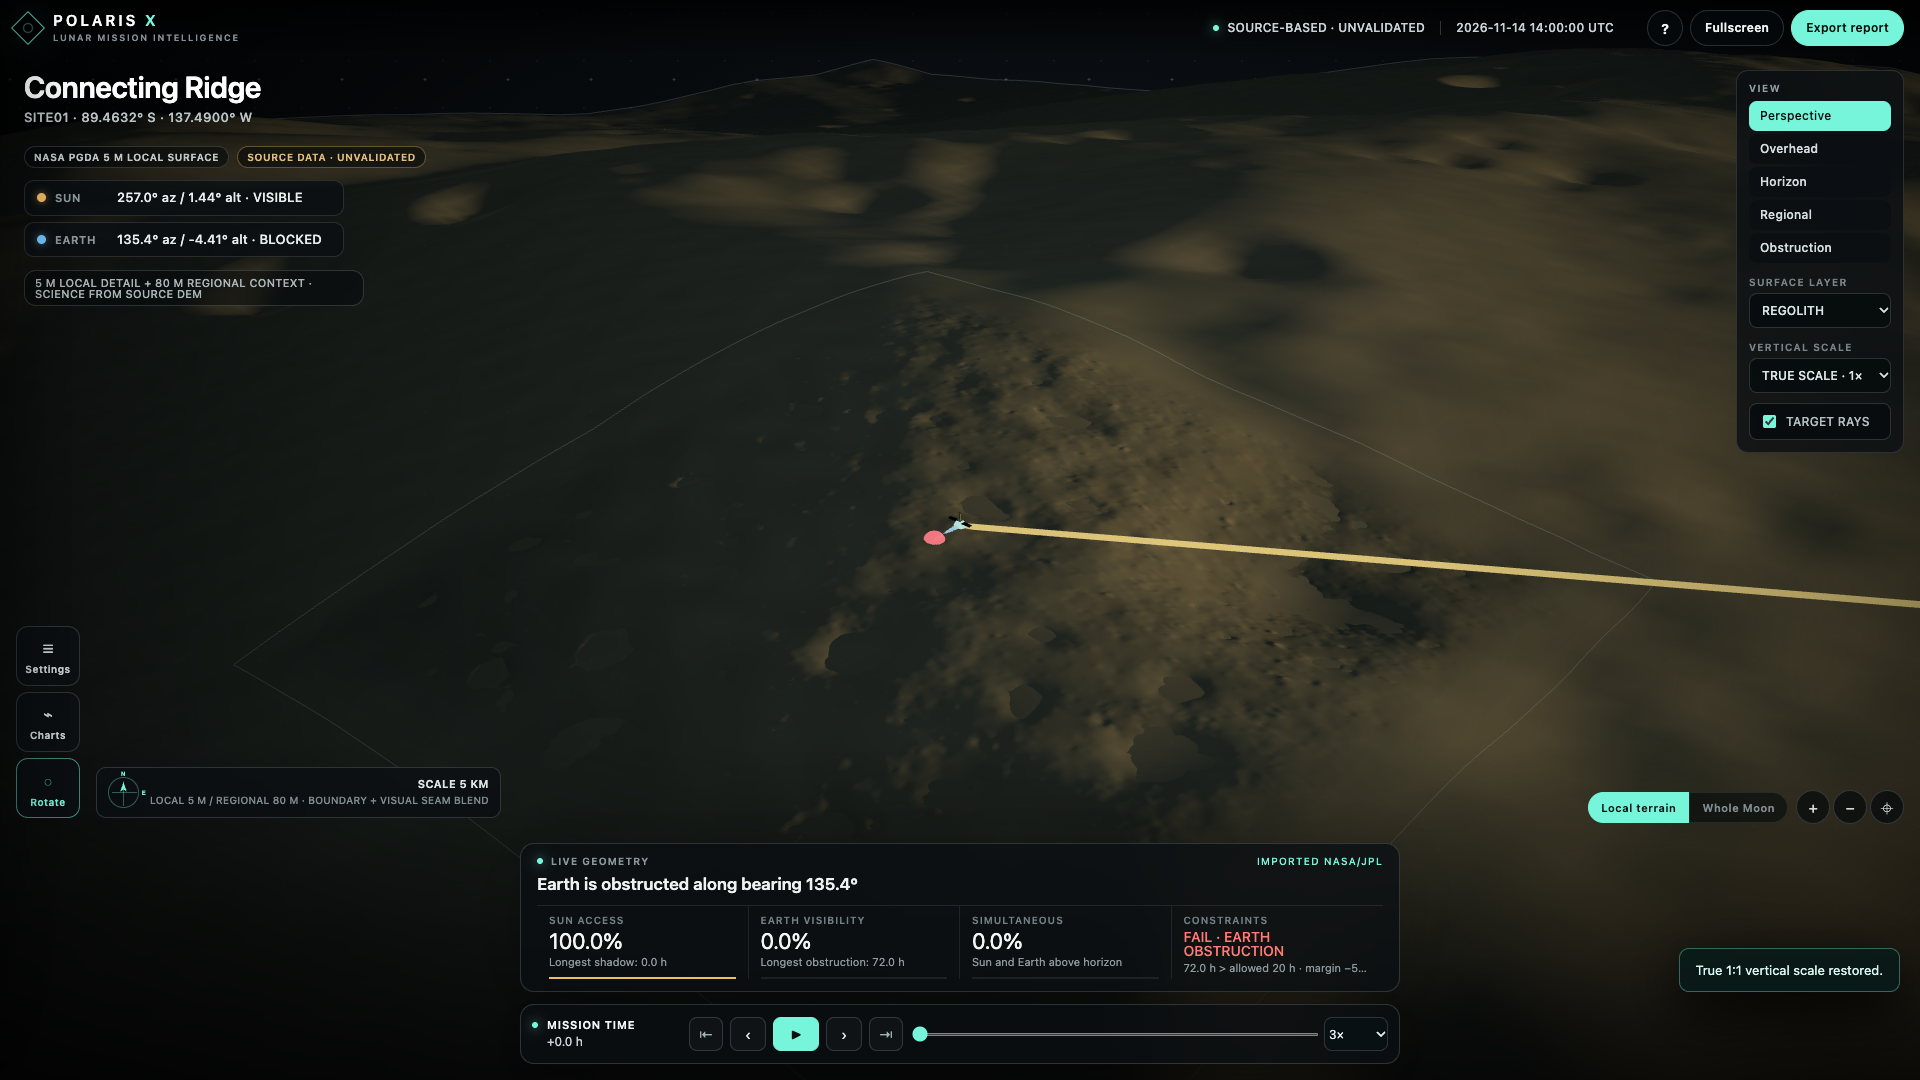 POLARIS X
LUNAR MISSION INTELLIGENCE
SOURCE-BASED · UNVALIDATED
2026-11-14 14:00:00 UTC
?
Fullscreen
Export report
Connecting Ridge
SITE01 · 89.4632° S · 137.4900° W
NASA PGDA 5 M LOCAL SURFACE
SOURCE DATA · UNVALIDATED
SUN 257.0° az / 1.44° alt · VISIBLE
EARTH 135.4° az / -4.41° alt · BLOCKED
5 M LOCAL DETAIL + 80 M REGIONAL CONTEXT ·
SCIENCE FROM SOURCE DEM
VIEW
Perspective
Overhead
Horizon
Regional
Obstruction
SURFACE LAYER
REGOLITH
VERTICAL SCALE
TRUE SCALE · 1×
TARGET RAYS
Settings
Charts
Rotate
N
E
SCALE 5 KM
LOCAL 5 M / REGIONAL 80 M · BOUNDARY + VISUAL SEAM BLEND
Local terrain
Whole Moon
+
−
LIVE GEOMETRY
IMPORTED NASA/JPL
Earth is obstructed along bearing 135.4°
SUN ACCESS
100.0%
Longest shadow: 0.0 h
EARTH VISIBILITY
0.0%
Longest obstruction: 72.0 h
SIMULTANEOUS
0.0%
Sun and Earth above horizon
CONSTRAINTS
FAIL · EARTH
OBSTRUCTION
72.0 h > allowed 20 h · margin −5…
True 1:1 vertical scale restored.
MISSION TIME
+0.0 h
3×